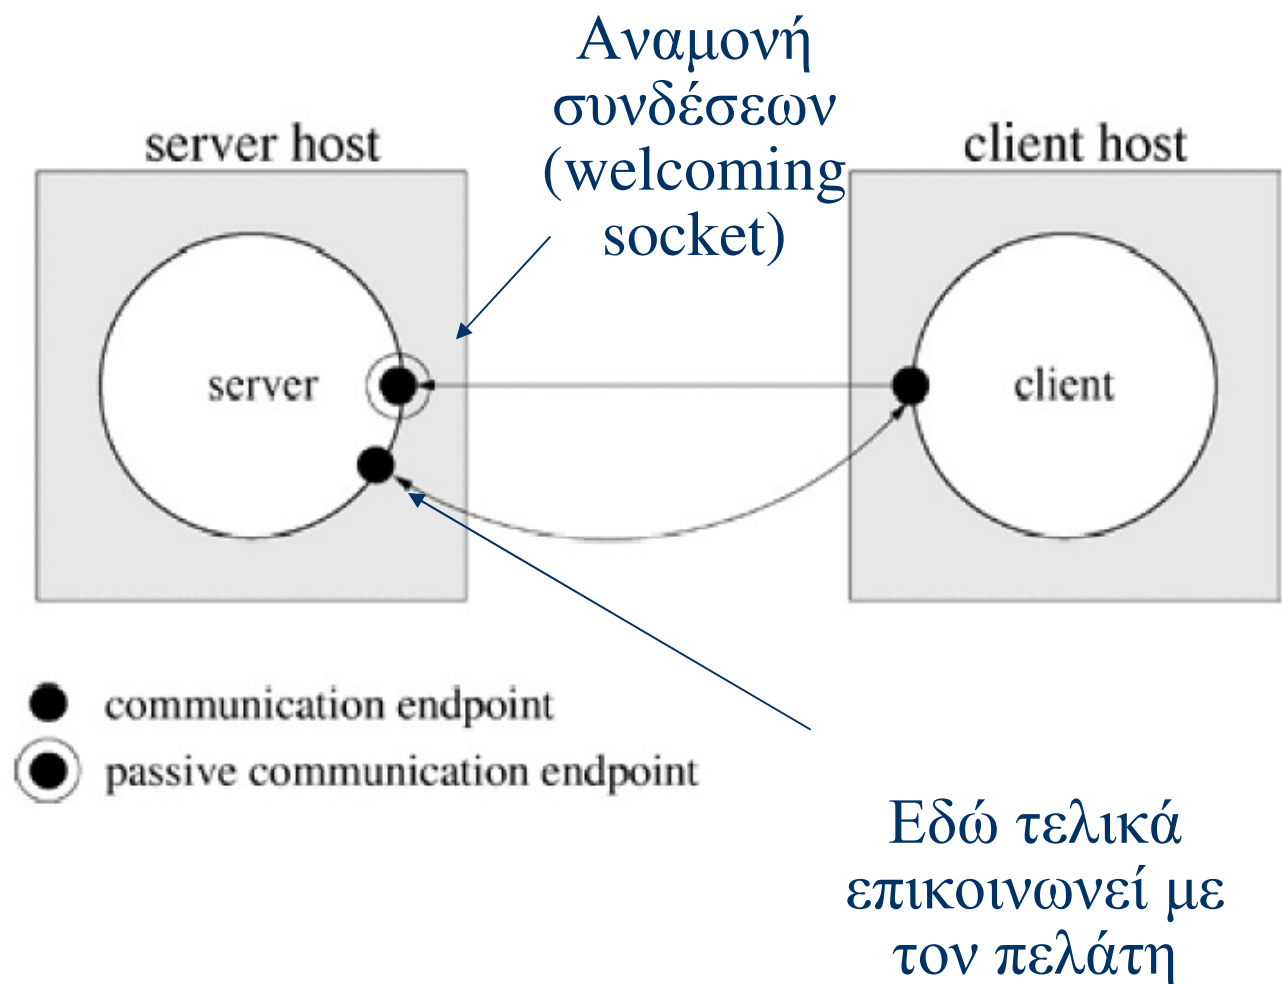 Αναμονή
συνδέσεων
(welcoming
socket)
server host
client host
server
client
communication endpoint
passive communication endpoint
Εδώ τελικά
επικοινωνεί με
τον πελάτη